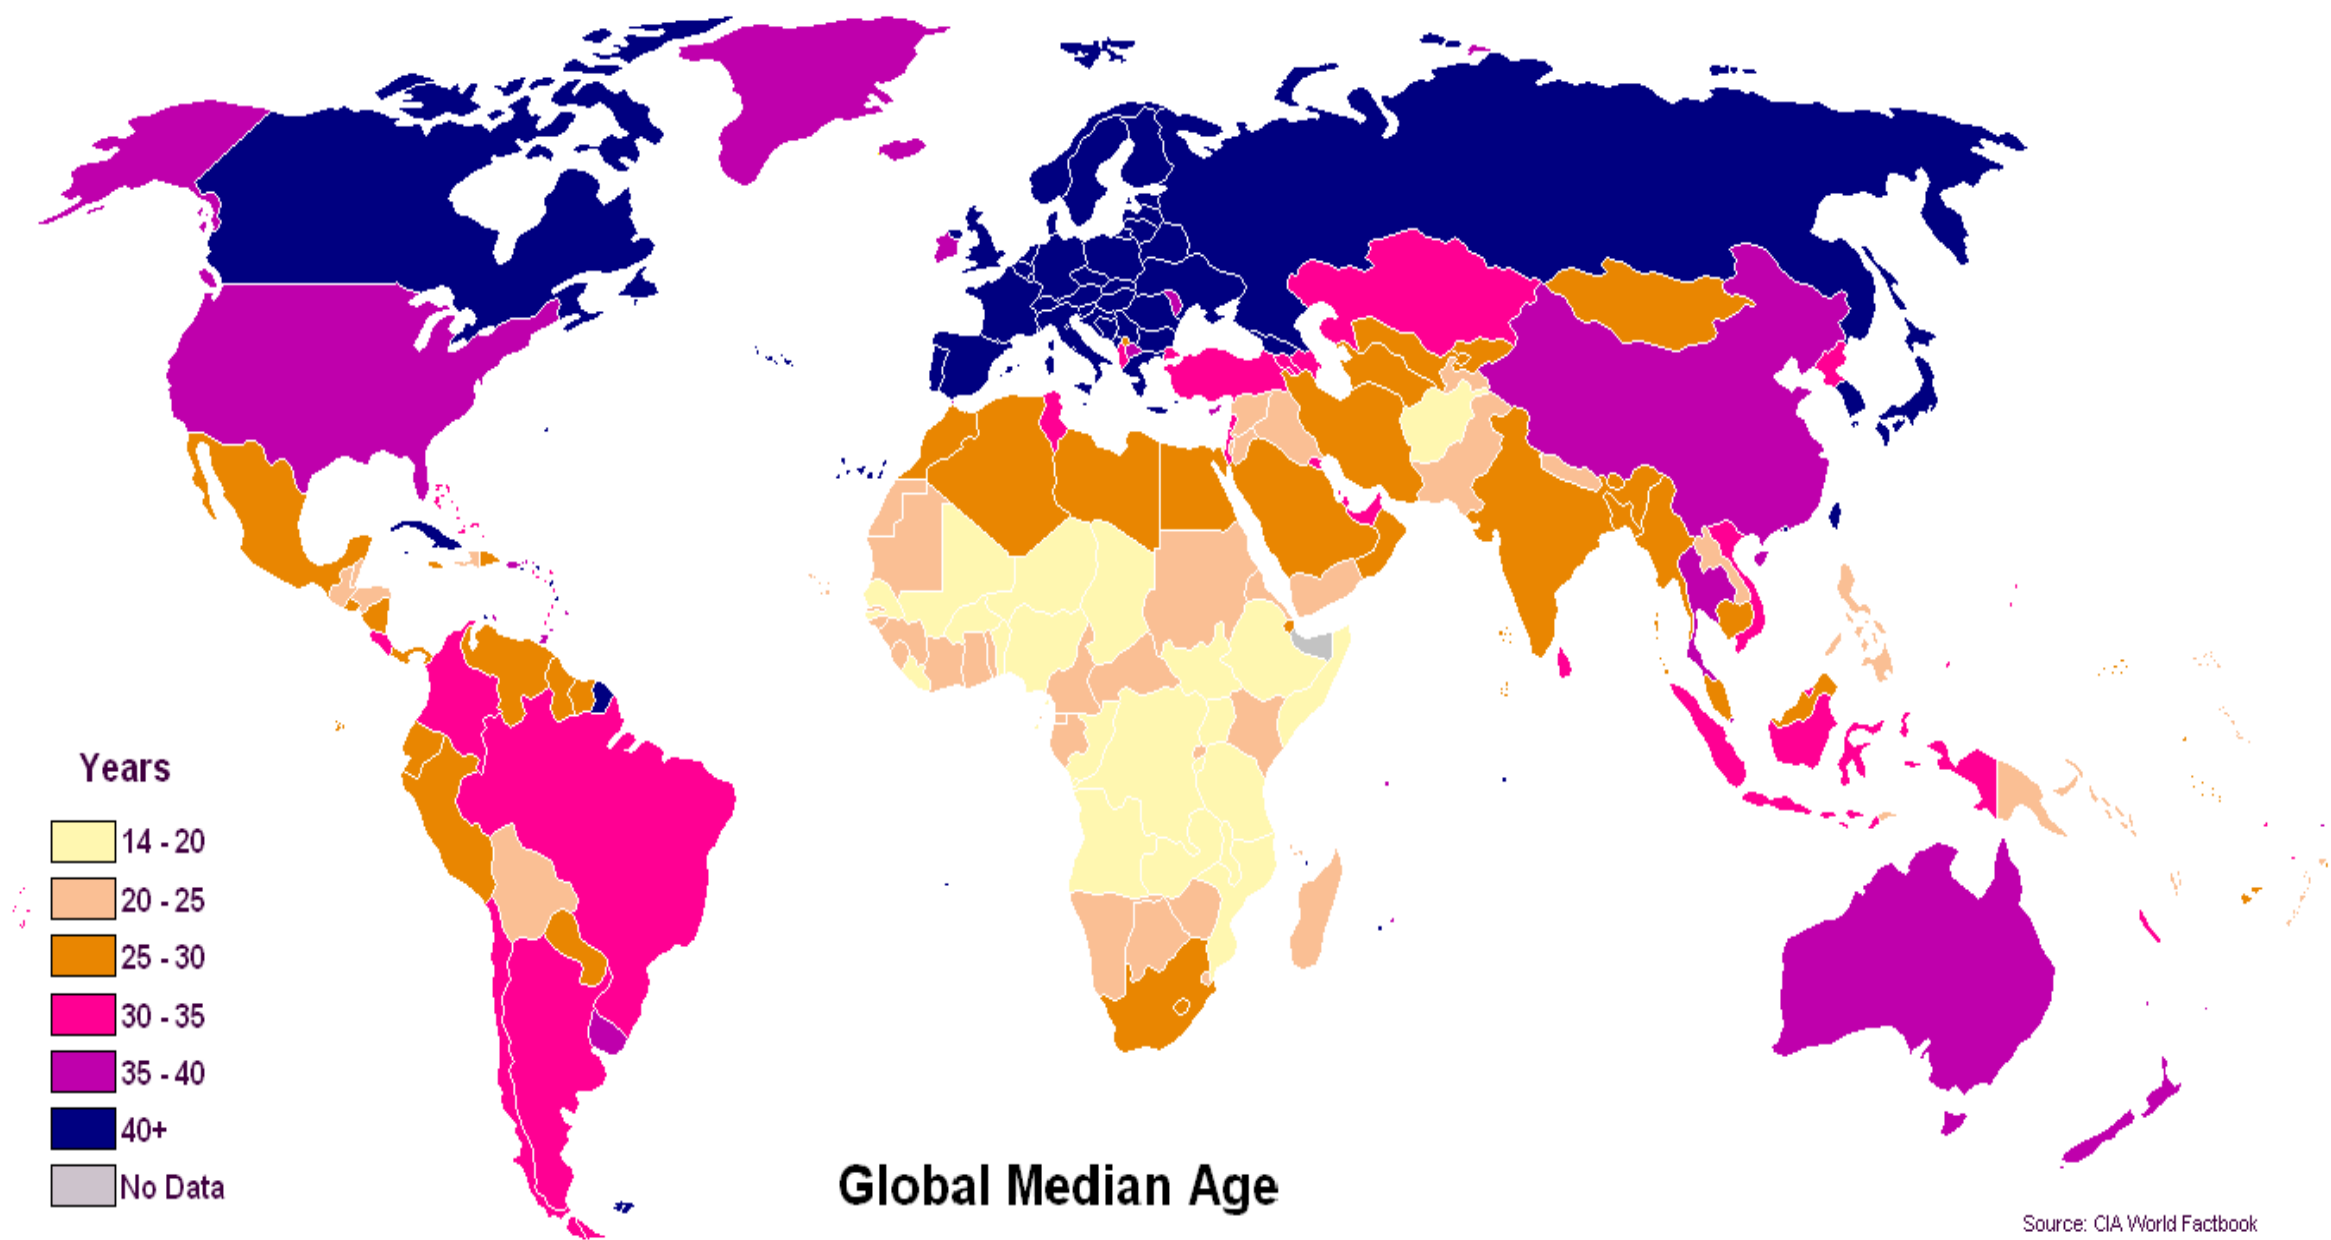 Years
14 - 20
20 - 25
25 - 30
30 - 35
35 - 40
40+
No Data
Global Median Age
Source: CIA World Factbook